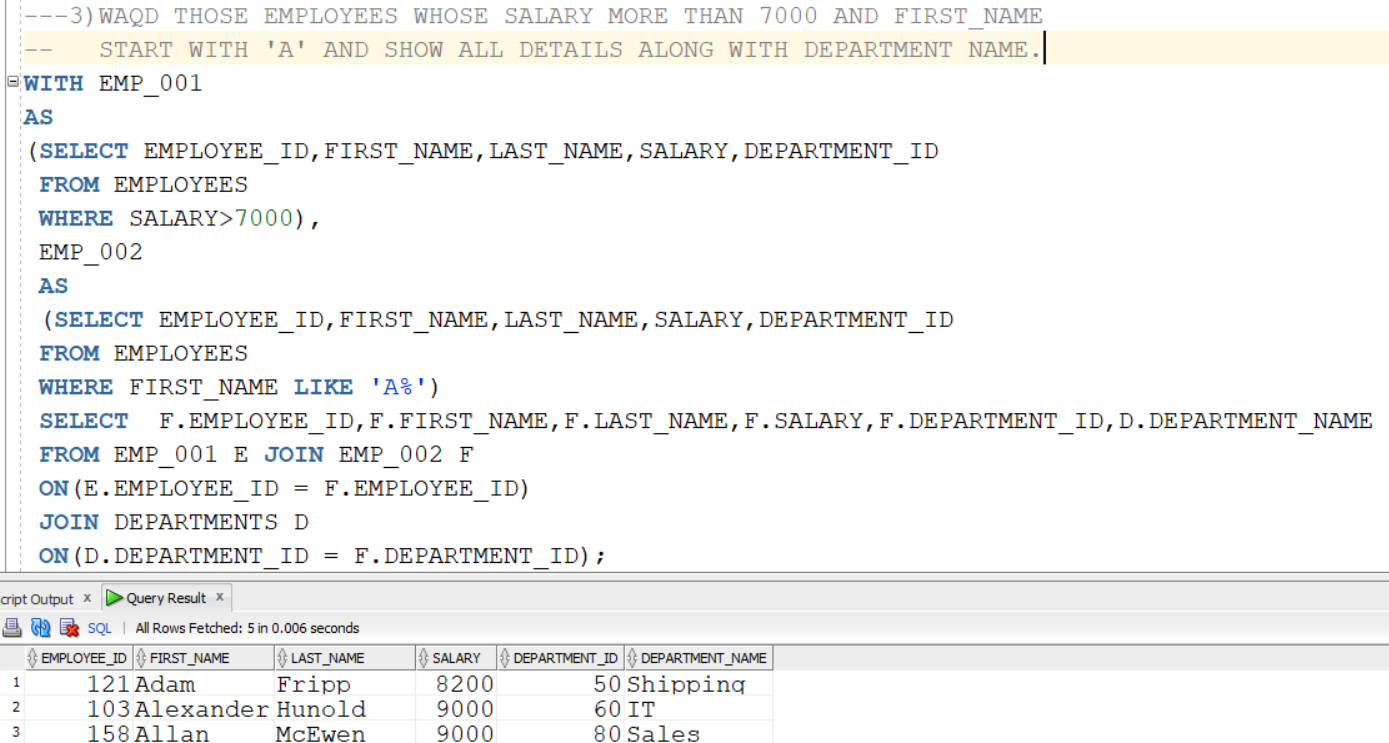 ---3)WAQD THOSE EMPLOYEES WHOSE SALARY MORE THAN 7000 AND FIRST_NAME
--   START WITH 'A' AND SHOW ALL DETAILS ALONG WITH DEPARTMENT NAME.
WITH EMP_001
AS
(SELECT EMPLOYEE_ID,FIRST_NAME,LAST_NAME,SALARY,DEPARTMENT_ID
FROM EMPLOYEES
WHERE SALARY>7000),
EMP_002
AS
(SELECT EMPLOYEE_ID,FIRST_NAME,LAST_NAME,SALARY,DEPARTMENT_ID
FROM EMPLOYEES
WHERE FIRST_NAME LIKE 'A%')
SELECT  F.EMPLOYEE_ID,F.FIRST_NAME,F.LAST_NAME,F.SALARY,F.DEPARTMENT_ID,D.DEPARTMENT_NAME
FROM EMP_001 E JOIN EMP_002 F
ON(E.EMPLOYEE_ID = F.EMPLOYEE_ID)
JOIN DEPARTMENTS D
ON(D.DEPARTMENT_ID = F.DEPARTMENT_ID);
cript Output x Query Result x
SQL | All Rows Fetched: 5 in 0.006 seconds
EMPLOYEE_ID FIRST_NAME LAST_NAME SALARY DEPARTMENT_ID DEPARTMENT_NAME
1 121 Adam Fripp 8200 50 Shipping
2 103 Alexander Hunold 9000 60 IT
3 158 Allan McEwen 9000 80 Sales